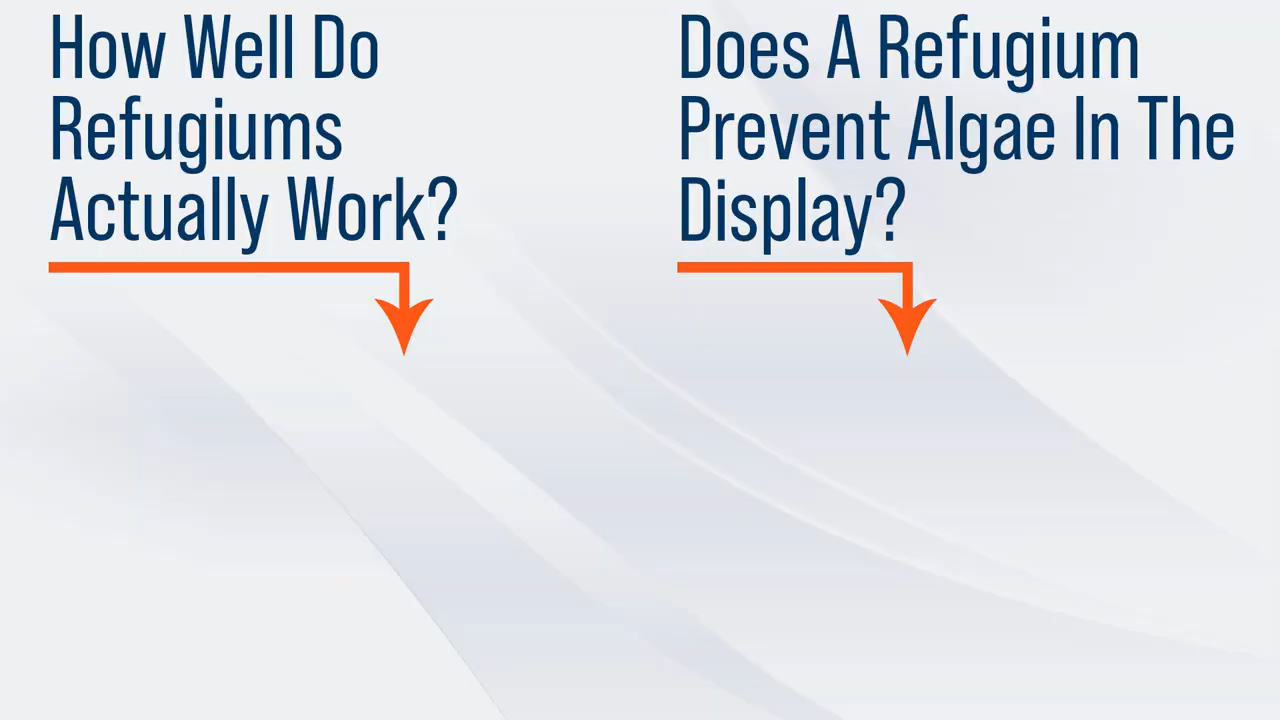 How Well Do
Refugiums
Actually Work?
Does A Refugium
Prevent Algae In The
Display?